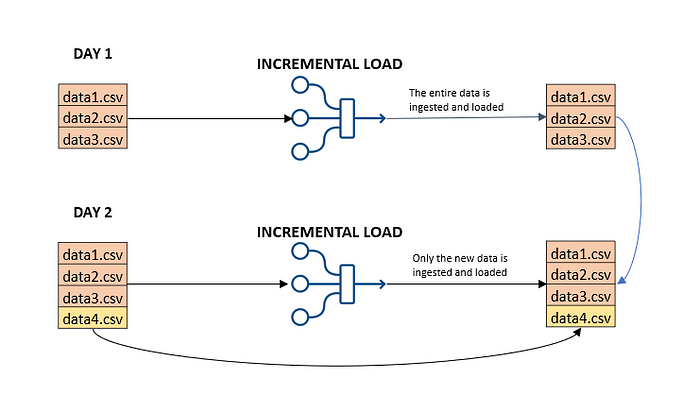 DAY 1
INCREMENTAL LOAD
data1.csv
data2.csv
data3.csv
The entire data is
ingested and loaded
data1.csv
data2.csv
data3.csv
DAY 2
INCREMENTAL LOAD
data1.csv
data2.csv
data3.csv
data4.csv
Only the new data is
ingested and loaded
data1.csv
data2.csv
data3.csv
data4.csv